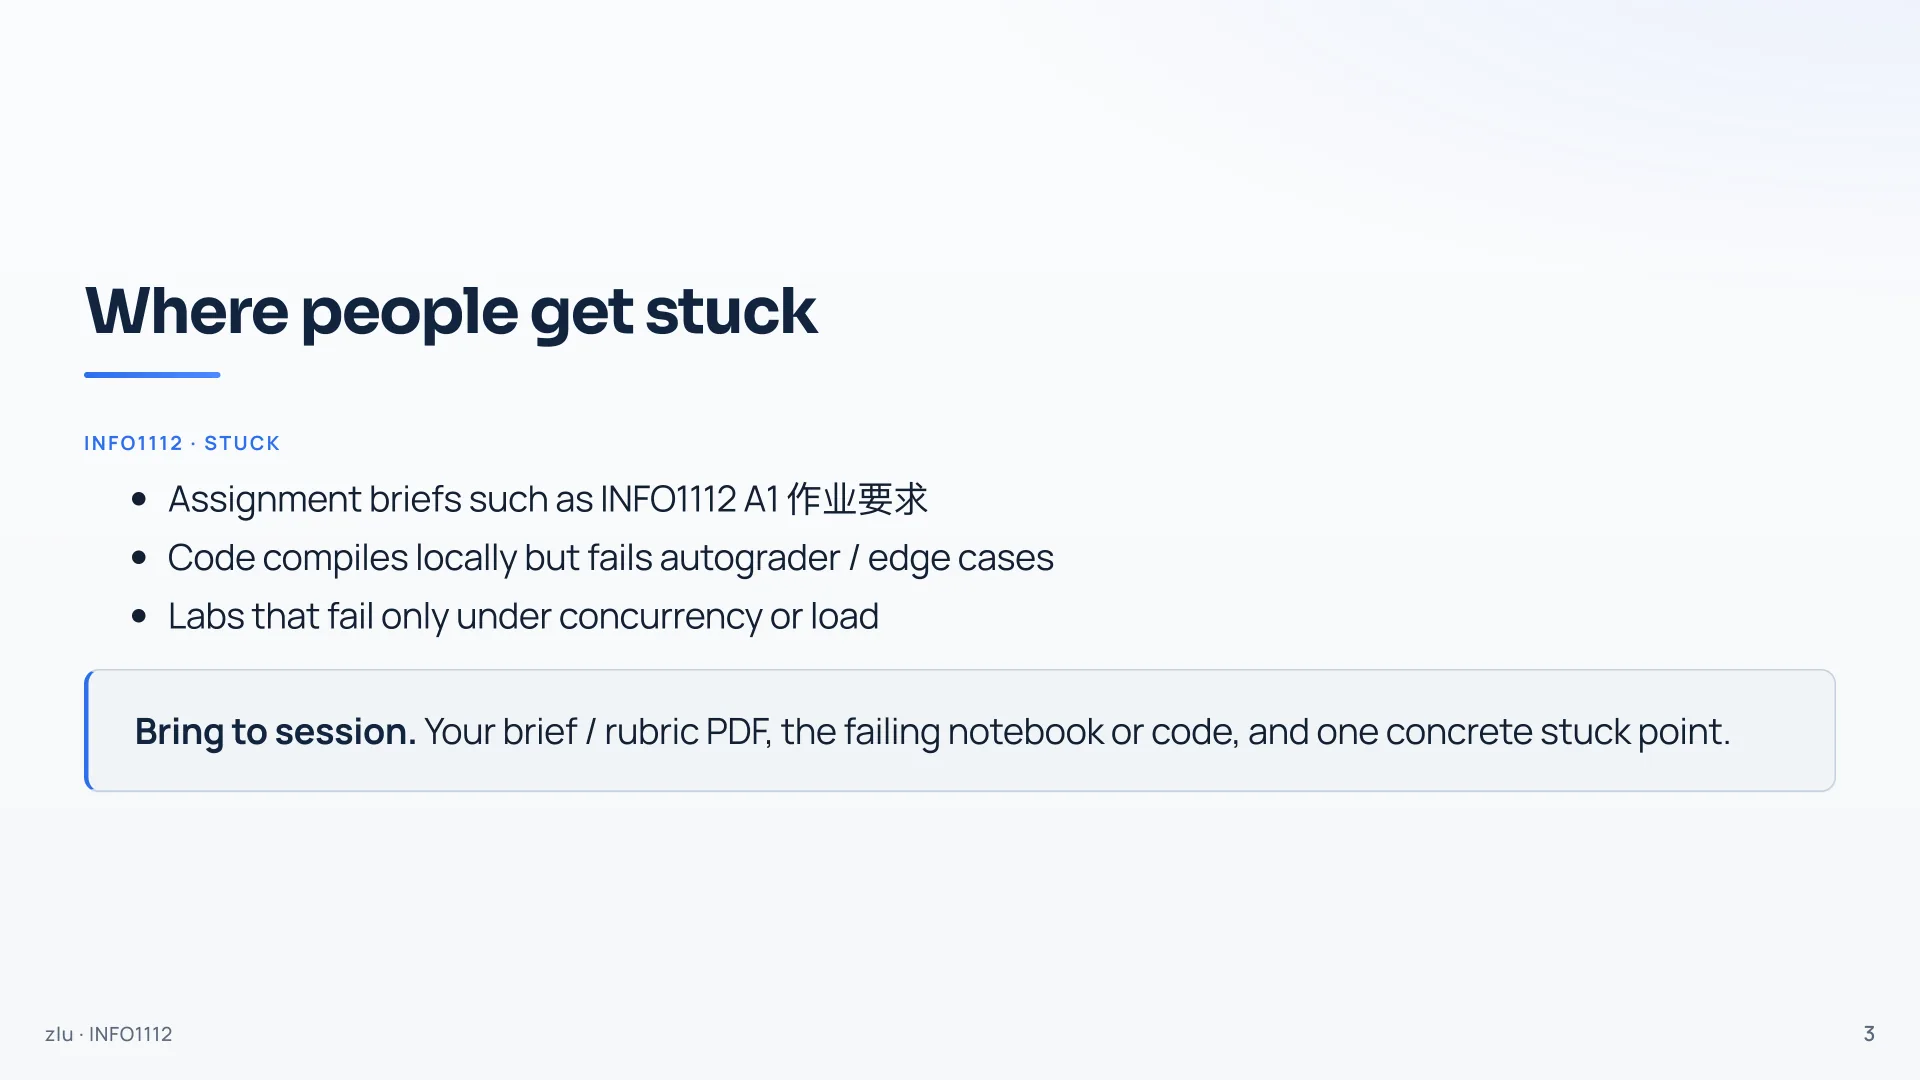 Where people get stuck
INFO1112 · STUCK
• Assignment briefs such as INFO1112 A1 作业要求
• Code compiles locally but fails autograder / edge cases
• Labs that fail only under concurrency or load
Bring to session. Your brief / rubric PDF, the failing notebook or code, and one concrete stuck point.
zlu · INFO1112
3